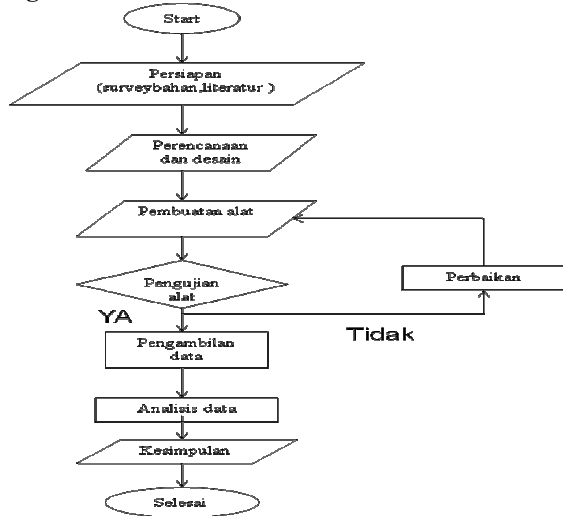 Start
Persiapan
(surveybahan,literatur )
Perencanaan
dan desain
Pembuatan alat
Perbaikan
Pengujian
alat
YA
Tidak
Pengambilan
data
Analisis data
Kesimpulan
Selesai